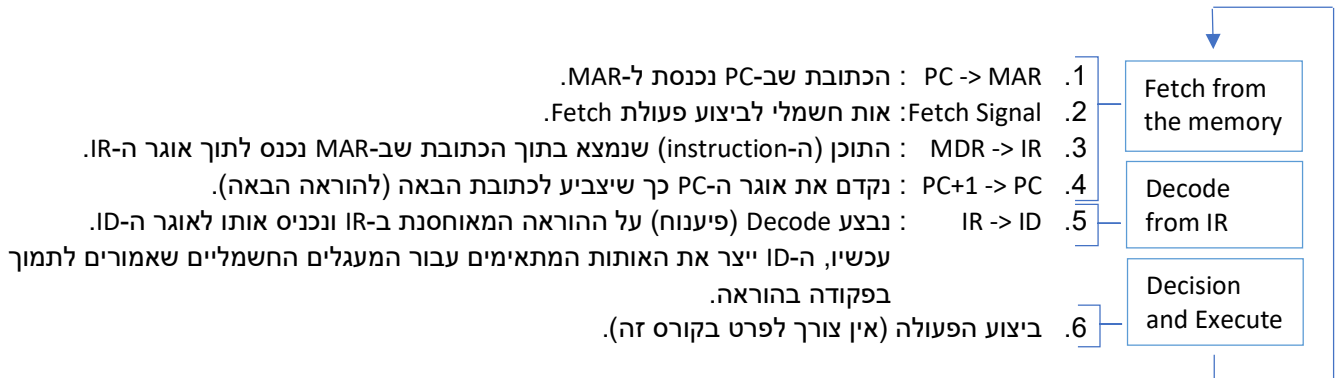 1. PC -> MAR : הכתובת שב-PC נכנסת ל-MAR.
2. Fetch Signal: אות חשמלי לביצוע פעולת Fetch.
3. MDR -> IR : התוכן (ה-instruction) שנמצא בתוך הכתובת שב-MAR נכנס לתוך אוגר ה-IR.
4. PC+1 -> PC : נקדם את אוגר ה-PC כך שיצביע לכתובת הבאה (להוראה הבאה).
5. IR -> ID : נבצע Decode (פיענוח) על ההוראה המאוחסנת ב-IR ונכניס אותו לאוגר ה-ID.
עכשיו, ה-ID ייצר את האותות המתאימים עבור המעגלים החשמליים שאמורים לתמוך
בפקודה בהוראה.
6. ביצוע הפעולה (אין צורך לפרט בקורס זה).
Fetch from
the memory
Decode
from IR
Decision
and Execute